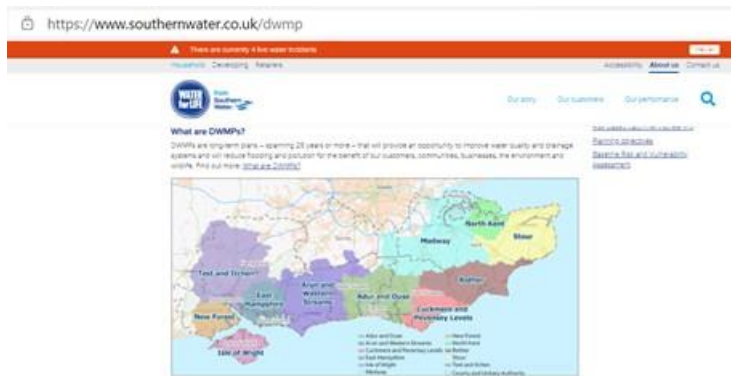 https://www.southernwater.co.uk/dwmp
There are currently 4 live water incidents
Household Developing Retailers
Accessibility About us Contact us
WATER for LIFE
from Southern Water
Our story Our customers Our performance
What are DWMPs?
DWMPs are long-term plans – spanning 25 years or more – that will provide an opportunity to improve water quality and drainage
systems and will reduce flooding and pollution for the benefit of our customers, communities, businesses, the environment and
wildlife. Find out more: What are DWMPs?
Planning objectives
Baseline Risk and Vulnerability
Assessment
North Kent
Medway
Stour
Test and Itchen
Arun and
Western
Streams
Rother
East
Hampshire
Adur and Ouse
New Forest
Cuckmere and
Pevensey Levels
Isle of Wight
Adur and Ouse
New Forest
Arun and Western Streams
North Kent
Cuckmere and Pevensey Levels
Rother
East Hampshire
Stour
Isle of Wight
Test and Itchen
Medway
County and Unitary Authority